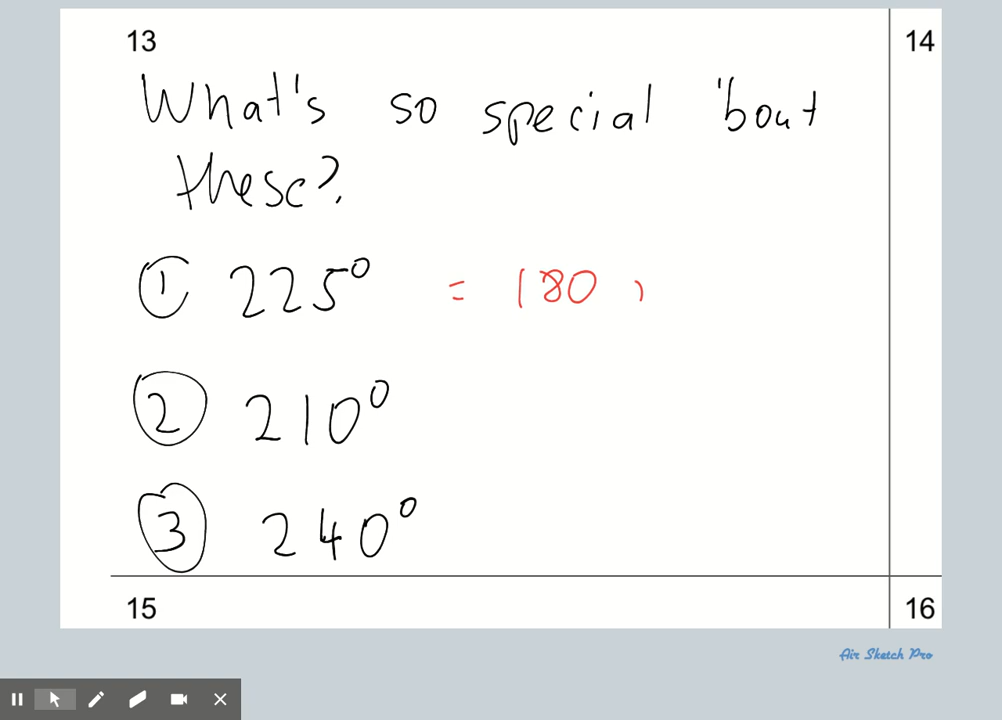 13
14
What's so special 'bout
these?
① 225° = 180
② 210°
③ 240°
15
16
Air Sketch Pro